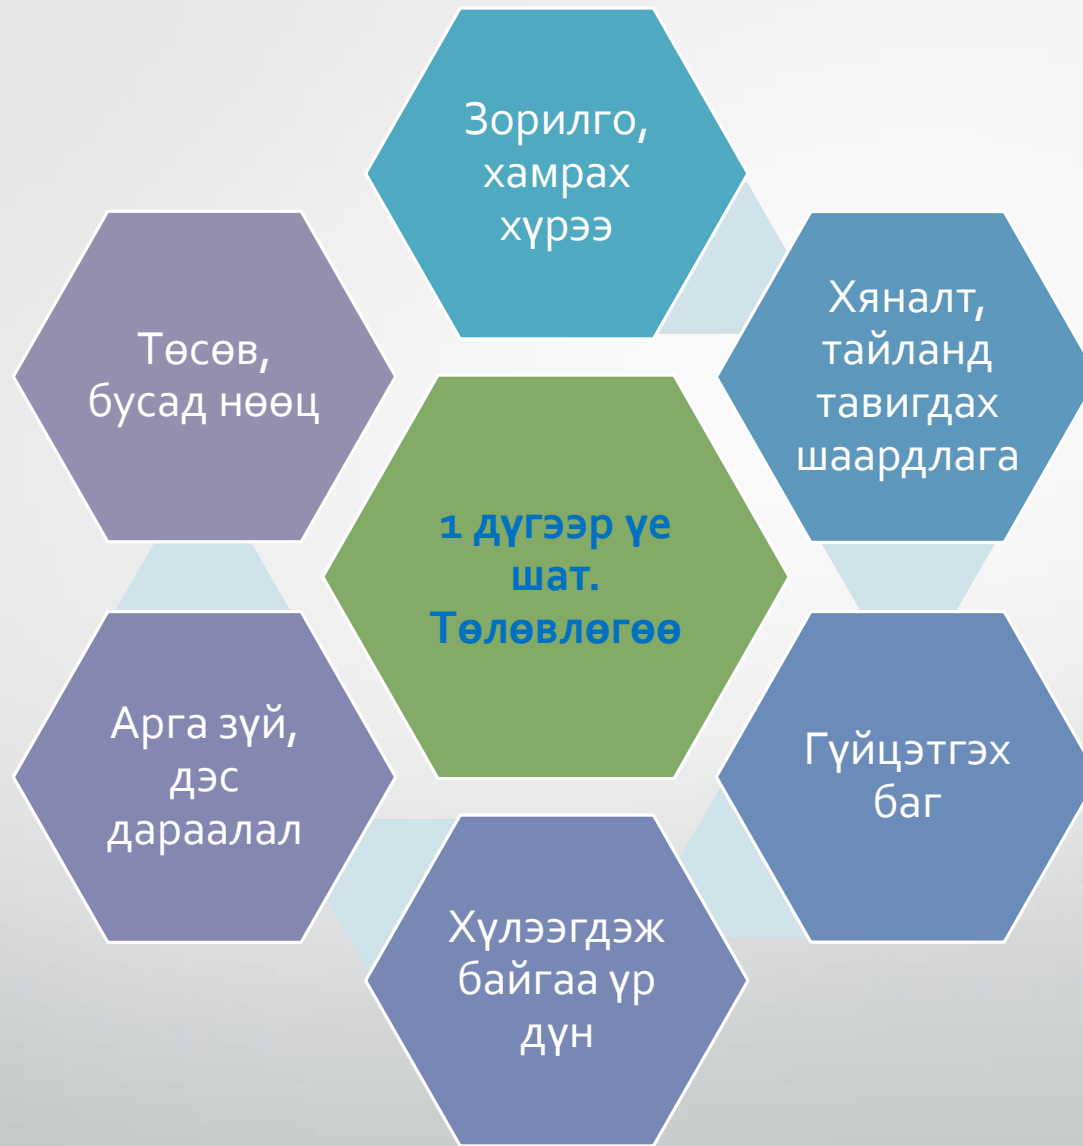 Зорилго,
хамрах
хүрээ
Хяналт,
тайланд
тавигдах
шаардлага
Гүйцэтгэх
баг
Хүлээгдэж
байгаа үр
дүн
Арга зүй,
дэс
дараалал
Төсөв,
бусад нөөц
1 дүгээр үе
шат.
Төлөвлөгөө